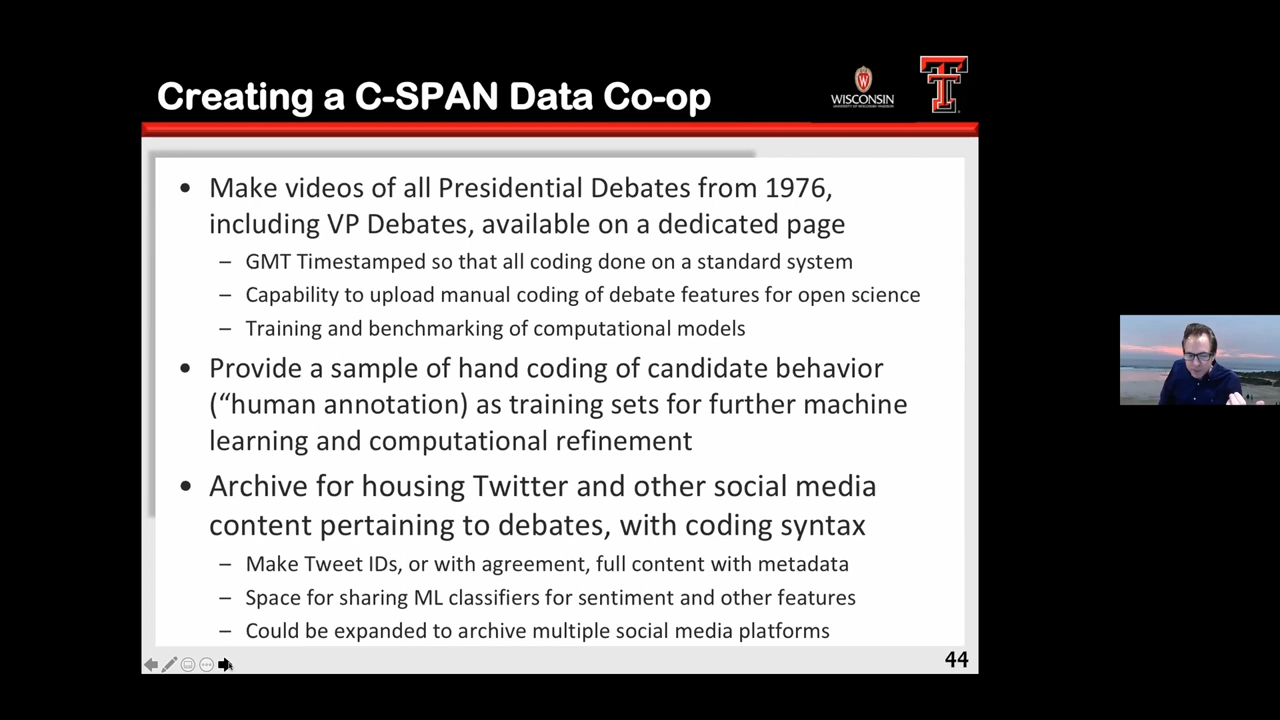 Creating a C-SPAN Data Co-op
W
WISCONSIN
T
• Make videos of all Presidential Debates from 1976,
including VP Debates, available on a dedicated page
– GMT Timestamped so that all coding done on a standard system
– Capability to upload manual coding of debate features for open science
– Training and benchmarking of computational models
• Provide a sample of hand coding of candidate behavior
(“human annotation) as training sets for further machine
learning and computational refinement
• Archive for housing Twitter and other social media
content pertaining to debates, with coding syntax
– Make Tweet IDs, or with agreement, full content with metadata
– Space for sharing ML classifiers for sentiment and other features
– Could be expanded to archive multiple social media platforms
44